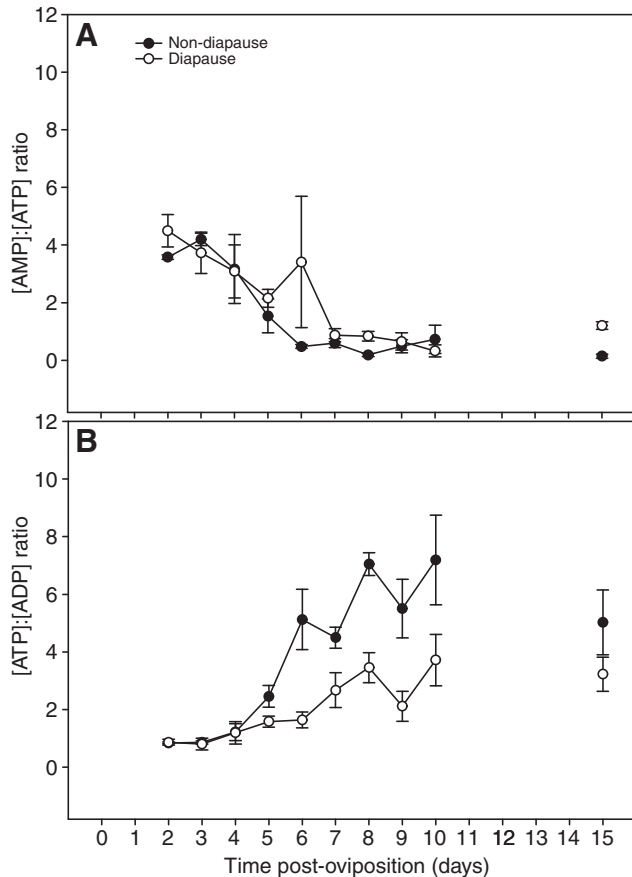 12
A
Non-diapause
Diapause
10
8
6
4
2
0
[AMP]:[ATP] ratio
12
B
10
8
6
4
2
0
[ATP]:[ADP] ratio
0 1 2 3 4 5 6 7 8 9 10 11 12 13 14 15
Time post-oviposition (days)